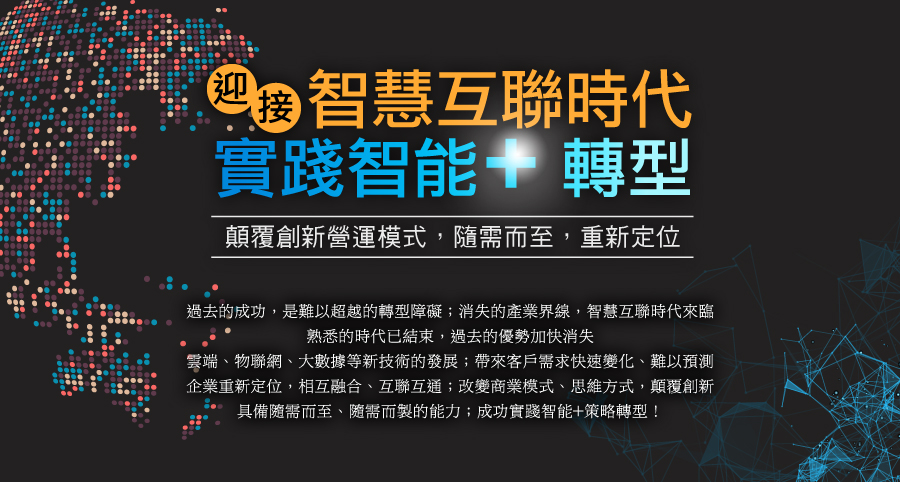 迎接智慧互聯時代
實踐智能+ 轉型
顛覆創新營運模式，隨需而至，重新定位
過去的成功，是難以超越的轉型障礙；消失的產業界線，智慧互聯時代來臨
熟悉的時代已結束，過去的優勢加快消失
雲端、物聯網、大數據等新技術的發展；帶來客戶需求快速變化、難以預測
企業重新定位，相互融合、互聯互通；改變商業模式、思維方式，顛覆創新
具備隨需而至、隨需而製的能力；成功實踐智能+策略轉型！